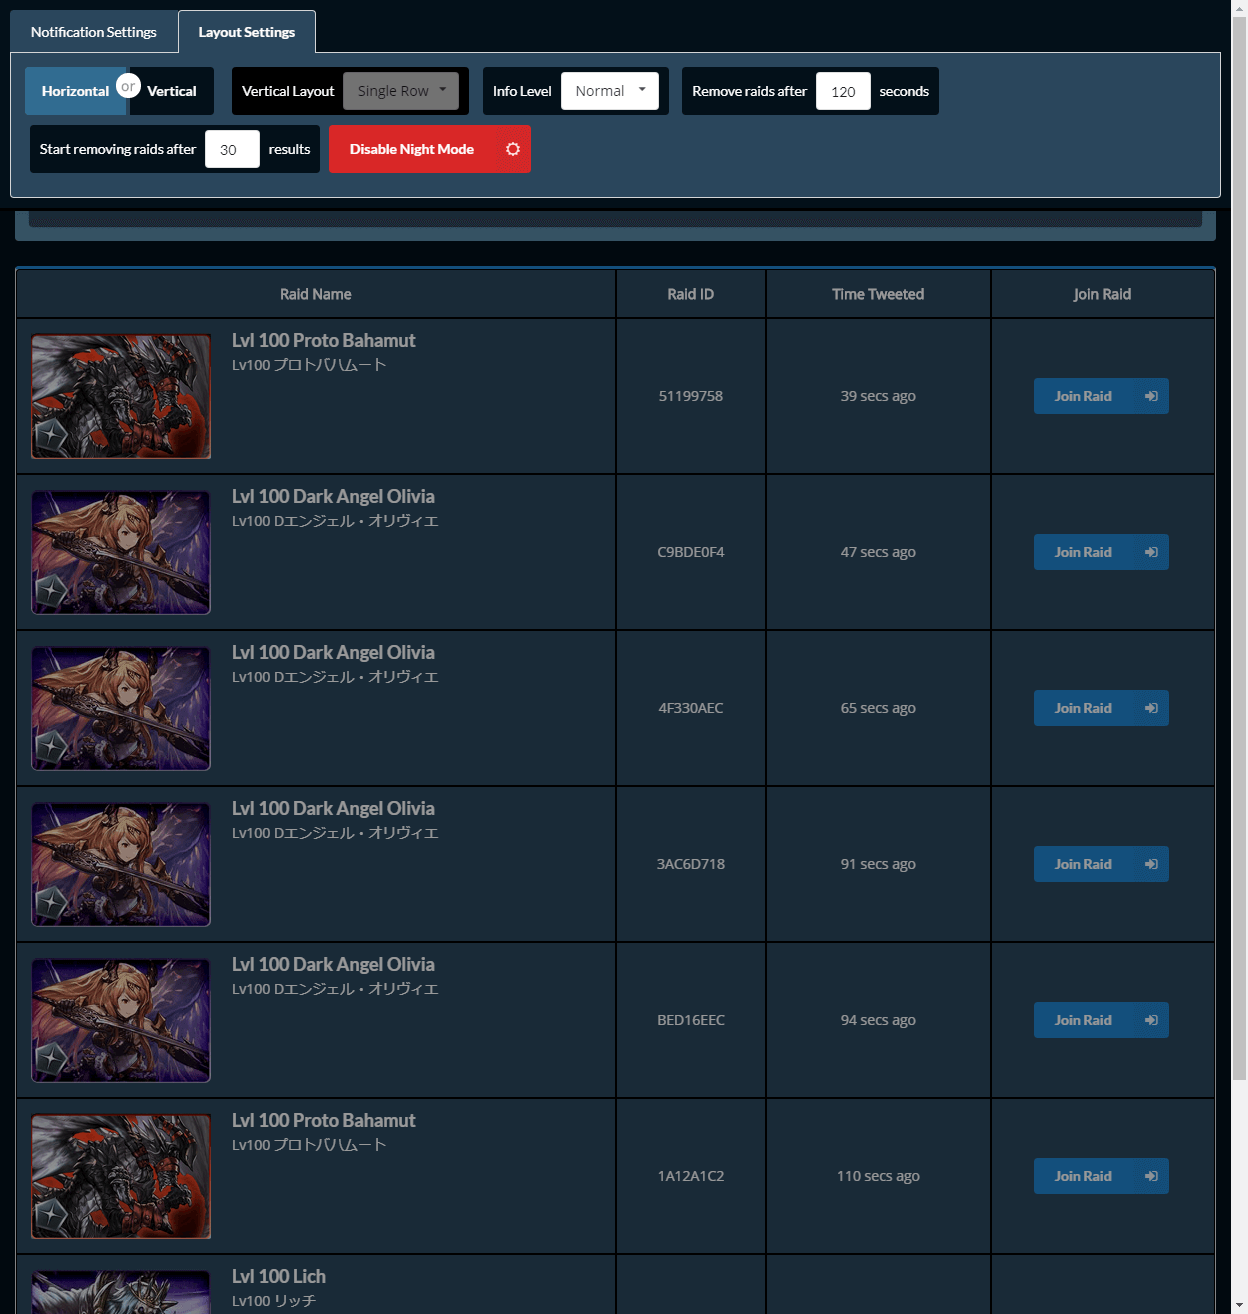 Notification Settings
Layout Settings
Horizontal or Vertical
Vertical Layout Single Row
Info Level Normal
Remove raids after 120 seconds
Start removing raids after 30 results
Disable Night Mode
Raid Name Raid ID Time Tweeted Join Raid
Lvl 100 Proto Bahamut
Lv100 プロトバハムート
51199758 39 secs ago Join Raid
Lvl 100 Dark Angel Olivia
Lv100 Dエンジェル・オリヴィエ
C9BDE0F4 47 secs ago Join Raid
Lvl 100 Dark Angel Olivia
Lv100 Dエンジェル・オリヴィエ
4F330AEC 65 secs ago Join Raid
Lvl 100 Dark Angel Olivia
Lv100 Dエンジェル・オリヴィエ
3AC6D718 91 secs ago Join Raid
Lvl 100 Dark Angel Olivia
Lv100 Dエンジェル・オリヴィエ
BED16EEC 94 secs ago Join Raid
Lvl 100 Proto Bahamut
Lv100 プロトバハムート
1A12A1C2 110 secs ago Join Raid
Lvl 100 Lich
Lv100 リッチ